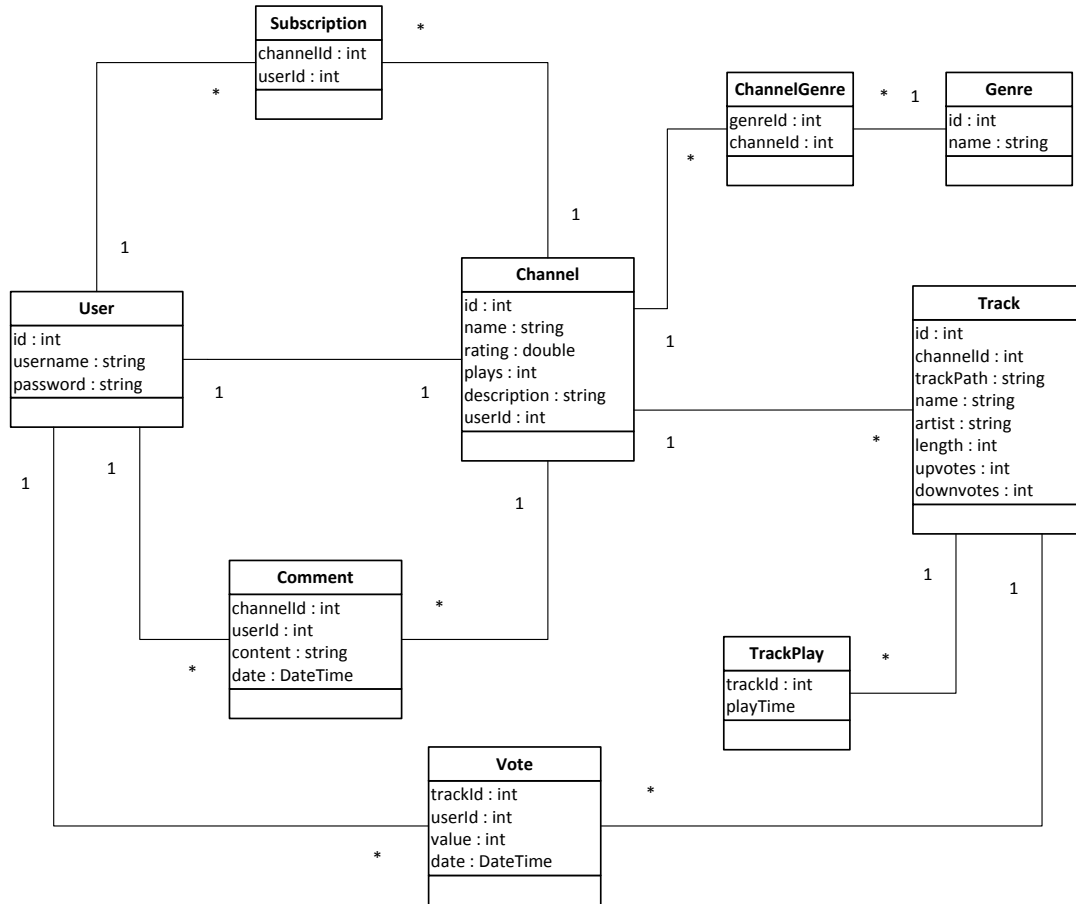 Subscription
channelId : int
userId : int
*
*
1
1
ChannelGenre
genreId : int
channeId : int
*
*
1
Genre
id : int
name : string
User
id : int
username : string
password : string
1
1
1
1
Channel
id : int
name : string
rating : double
plays : int
description : string
userId : int
1
1
1
*
Track
id : int
channelId : int
trackPath : string
name : string
artist : string
length : int
upvotes : int
downvotes : int
1
1
Comment
channelId : int
userId : int
content : string
date : DateTime
*
*
TrackPlay
trackId : int
playTime
*
Vote
trackId : int
userId : int
value : int
date : DateTime
*
*